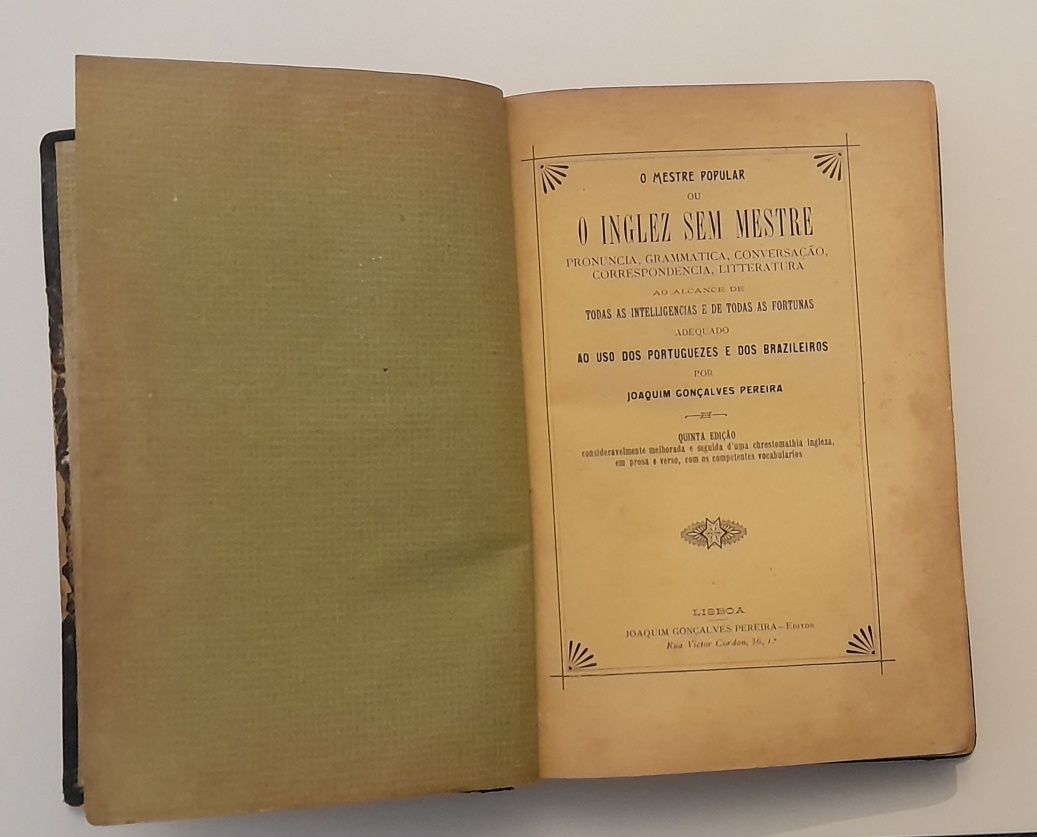 O MESTRE POPULAR
OU
O INGLEZ SEM MESTRE
PRONUNCIA, GRAMMATICA, CONVERSAÇÃO,
CORRESPONDENCIA, LITTERATURA
AO ALCANCE DE
TODAS AS INTELLIGENCIAS E DE TODAS AS FORTUNAS
ADEQUADO
AO USO DOS PORTUGUEZES E DOS BRAZILEIROS
POR
JOAQUIM GONÇALVES PEREIRA
QUINTA EDIÇÃO
consideravelmente melhorada e seguida d'uma chrestomathia ingleza,
em prosa e verso, com os competentes vocabularios
LISBOA
JOAQUIM GONÇALVES PEREIRA—EDITOR
Rua Victor Cordon, 36, 1.º